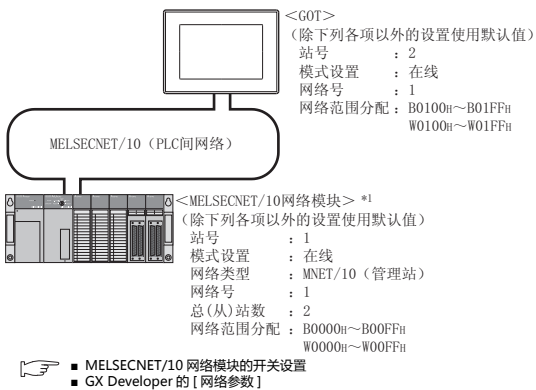 ＜GOT＞
（除下列各项以外的设置使用默认值）
站号 ：2
模式设置 ：在线
网络号 ：1
网络范围分配：B0100H～B01FFH
W0100H～W01FFH
MELSECNET/10（PLC间网络）
＜MELSECNET/10网络模块＞ *1
（除下列各项以外的设置使用默认值）
站号 ：1
模式设置 ：在线
网络类型 ：MNET/10（管理站）
网络号 ：1
总(从)站数 ：2
网络范围分配 ：B0000H～B00FFH
W0000H～W00FFH
■ MELSECNET/10 网络模块的开关设置
■ GX Developer 的 [ 网络参数 ]